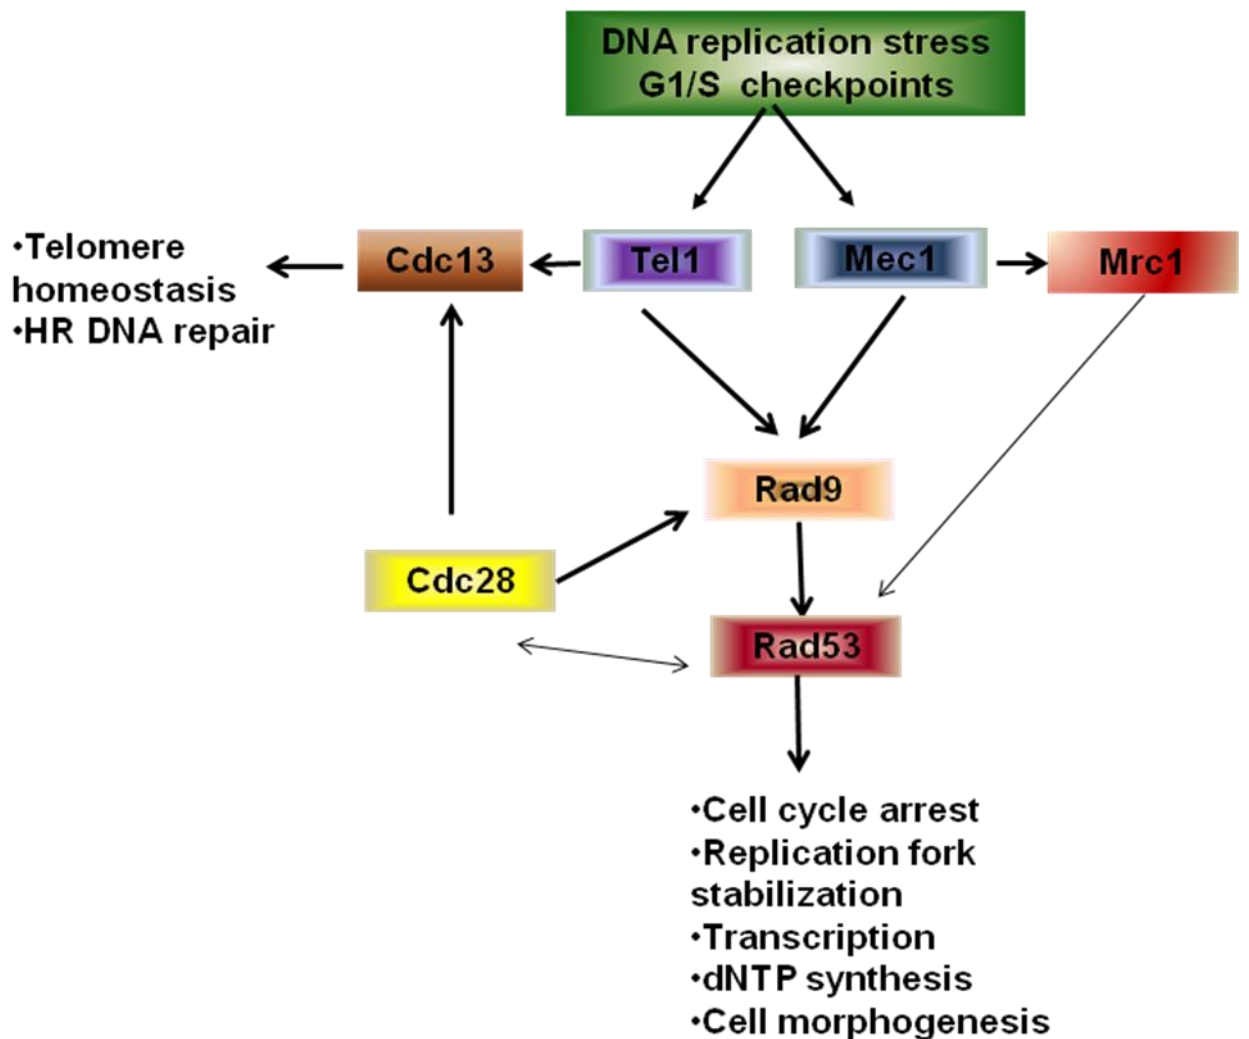 DNA replication stress
G1/S checkpoints
•Telomere
homeostasis
•HR DNA repair
Cdc13
Tel1
Mec1
Mrc1
Rad9
Cdc28
Rad53
•Cell cycle arrest
•Replication fork
stabilization
•Transcription
•dNTP synthesis
•Cell morphogenesis